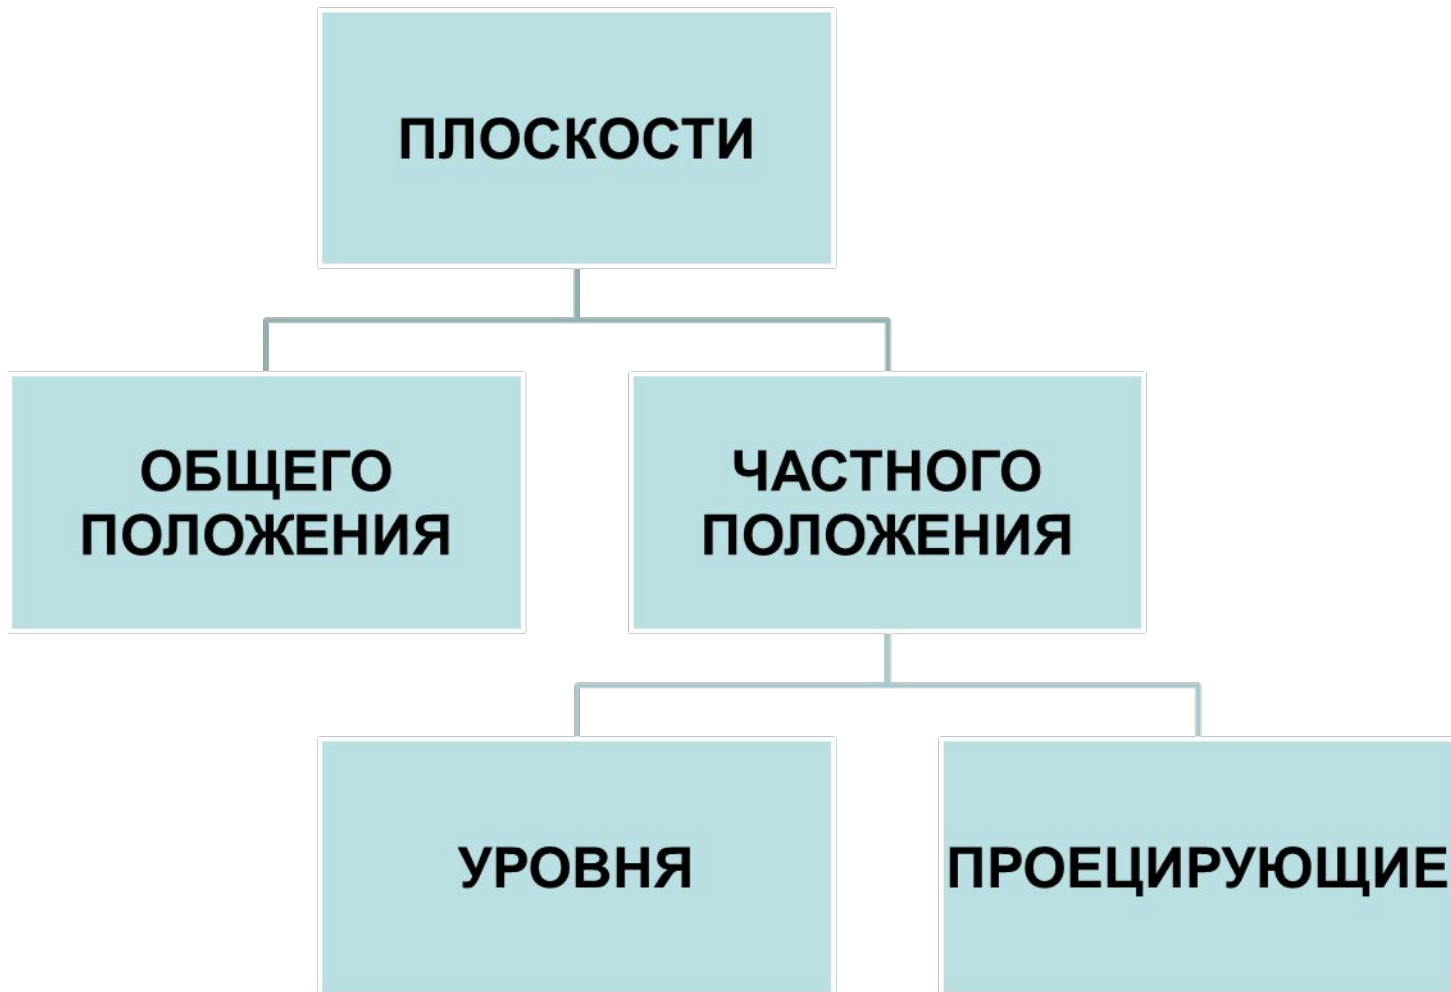 ПЛОСКОСТИ
ОБЩЕГО
ПОЛОЖЕНИЯ
ЧАСТНОГО
ПОЛОЖЕНИЯ
УРОВНЯ
ПРОЕЦИРУЮЩИЕ